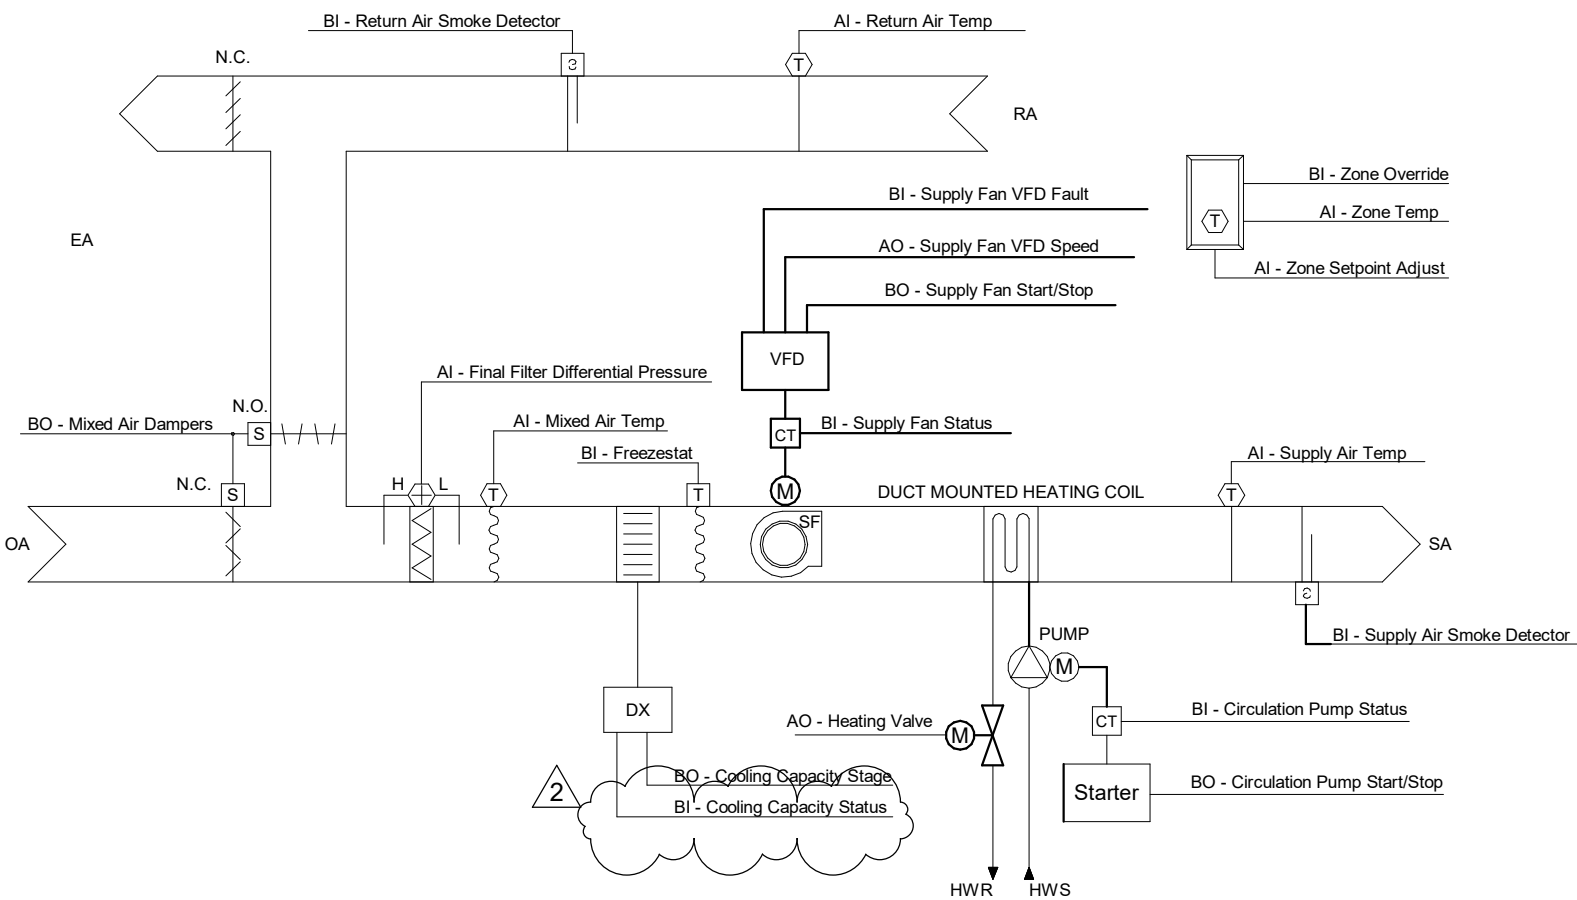 BI - Return Air Smoke Detector
AI - Return Air Temp
N.C.
S
T
RA
BI - Zone Override
BI - Supply Fan VFD Fault
AI - Zone Temp
T
EA
AO - Supply Fan VFD Speed
AI - Zone Setpoint Adjust
BO - Supply Fan Start/Stop
VFD
AI - Final Filter Differential Pressure
N.O.
BO - Mixed Air Dampers
S
AI - Mixed Air Temp
BI - Supply Fan Status
CT
BI - Freezestat
AI - Supply Air Temp
N.C.
S
H
L
T
T
M
DUCT MOUNTED HEATING COIL
T
SF
OA
SA
S
BI - Supply Air Smoke Detector
PUMP
M
DX
AO - Heating Valve
M
CT
BI - Circulation Pump Status
2
BO - Cooling Capacity Stage
BI - Cooling Capacity Status
Starter
BO - Circulation Pump Start/Stop
HWR
HWS